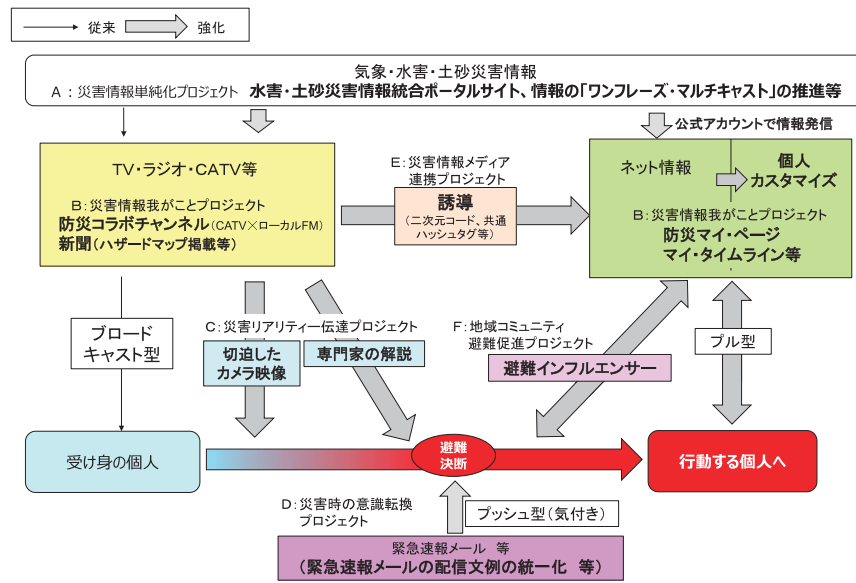 従来
強化
気象・水害・土砂災害情報
A：災害情報単純化プロジェクト 水害・土砂災害情報統合ポータルサイト、情報の「ワンフレーズ・マルチキャスト」の推進等
公式アカウントで情報発信
TV・ラジオ・CATV等
B：災害情報我がことプロジェクト
防災コラボチャンネル(CATV×ローカルFM)
新聞(ハザードマップ掲載等)
E：災害情報メディア
連携プロジェクト
誘導
(二次元コード、共通
ハッシュタグ等)
ネット情報
個人
カスタマイズ
B：災害情報我がことプロジェクト
防災マイ・ページ
マイ・タイムライン等
ブロード
キャスト型
C：災害リアリティー伝達プロジェクト
切迫した
カメラ映像
専門家の解説
F：地域コミュニティ
避難促進プロジェクト
避難インフルエンサー
プル型
受け身の個人
避難
決断
行動する個人へ
D：災害時の意識転換
プロジェクト
プッシュ型(気付き)
緊急速報メール 等
(緊急速報メールの配信文例の統一化 等)